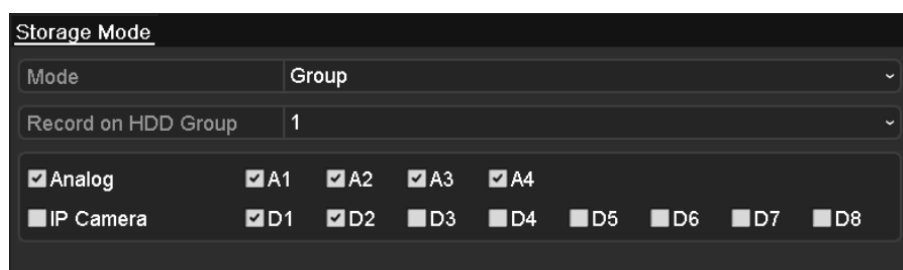 Storage Mode
Mode Group
Record on HDD Group 1
Analog A1 A2 A3 A4
IP Camera D1 D2 D3 D4 D5 D6 D7 D8